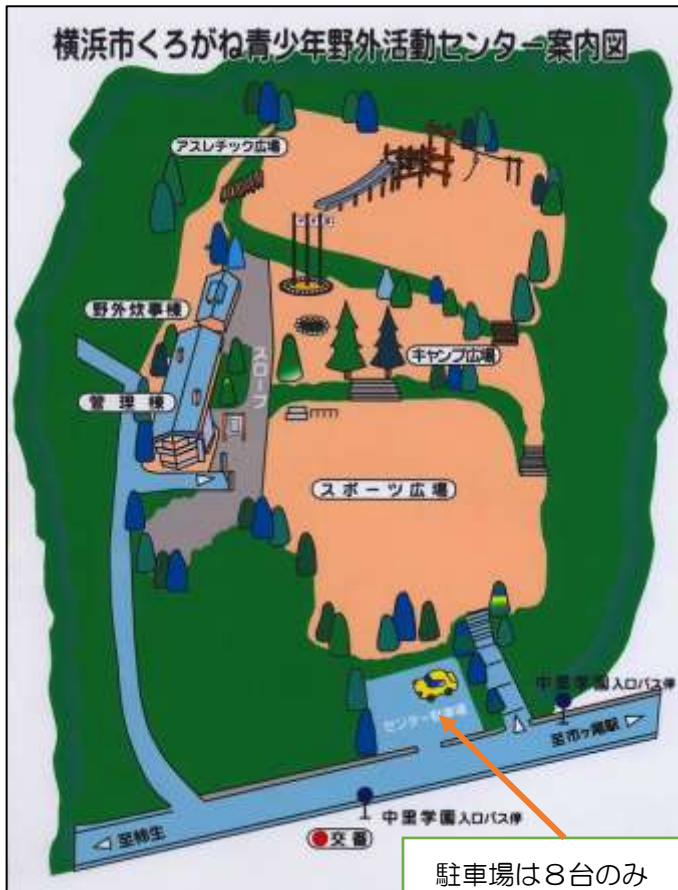 横浜市くろがね青少年野外活動センター案内図
アスレチック広場
野外炊事棟
キャンプ広場
スロープ
管理棟
スポーツ広場
中里学園入口バス停
センター駐車場
至市ヶ尾駅
中里学園入口バス停
至柿生
交番
駐車場は８台のみ